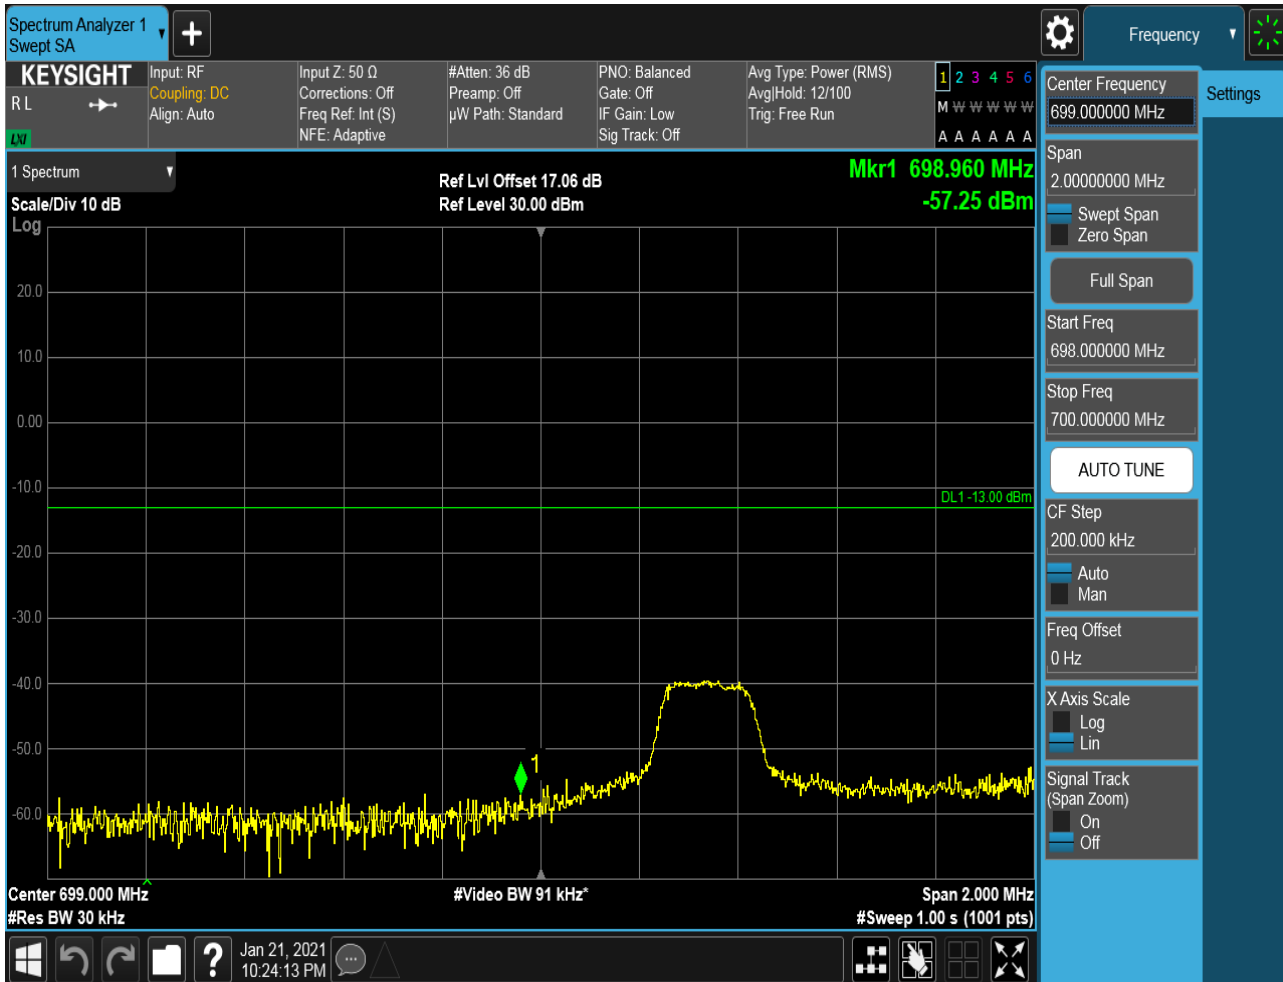 Spectrum Analyzer 1
Swept SA
+
Frequency
KEYSIGHT
R L
LXI
Input: RF
Coupling: DC
Align: Auto
Input Z: 50 Ω
Corrections: Off
Freq Ref: Int (S)
NFE: Adaptive
#Atten: 36 dB
Preamp: Off
µW Path: Standard
PNO: Balanced
Gate: Off
IF Gain: Low
Sig Track: Off
Avg Type: Power (RMS)
Avg|Hold: 12/100
Trig: Free Run
1 2 3 4 5 6
M W W W W W
A A A A A A
1 Spectrum
Scale/Div 10 dB
Log
Ref Lvl Offset 17.06 dB
Ref Level 30.00 dBm
Mkr1 698.960 MHz
-57.25 dBm
20.0
10.0
0.00
-10.0
-20.0
-30.0
-40.0
-50.0
-60.0
DL1 -13.00 dBm
1
Center 699.000 MHz
#Res BW 30 kHz
#Video BW 91 kHz*
Span 2.000 MHz
#Sweep 1.00 s (1001 pts)
?
Jan 21, 2021
10:24:13 PM
Center Frequency
699.000000 MHz
Settings
Span
2.00000000 MHz
Swept Span
Zero Span
Full Span
Start Freq
698.000000 MHz
Stop Freq
700.000000 MHz
AUTO TUNE
CF Step
200.000 kHz
Auto
Man
Freq Offset
0 Hz
X Axis Scale
Log
Lin
Signal Track
(Span Zoom)
On
Off